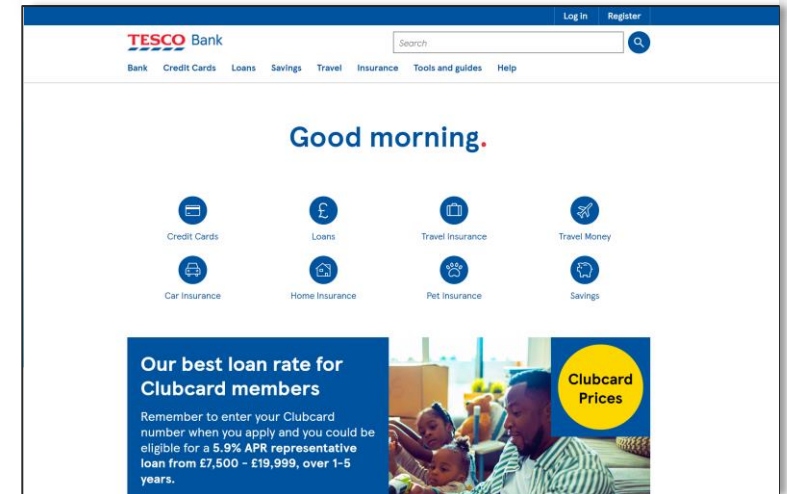 Log in Register
TESCO Bank
Search
Bank Credit Cards Loans Savings Travel Insurance Tools and guides Help
Good morning.
Credit Cards Loans Travel Insurance Travel Money
Car Insurance Home Insurance Pet Insurance Savings
Our best loan rate for
Clubcard members
Remember to enter your Clubcard
number when you apply and you could be
eligible for a 5.9% APR representative
loan from £7,500 - £19,999, over 1-5
years.
Clubcard
Prices